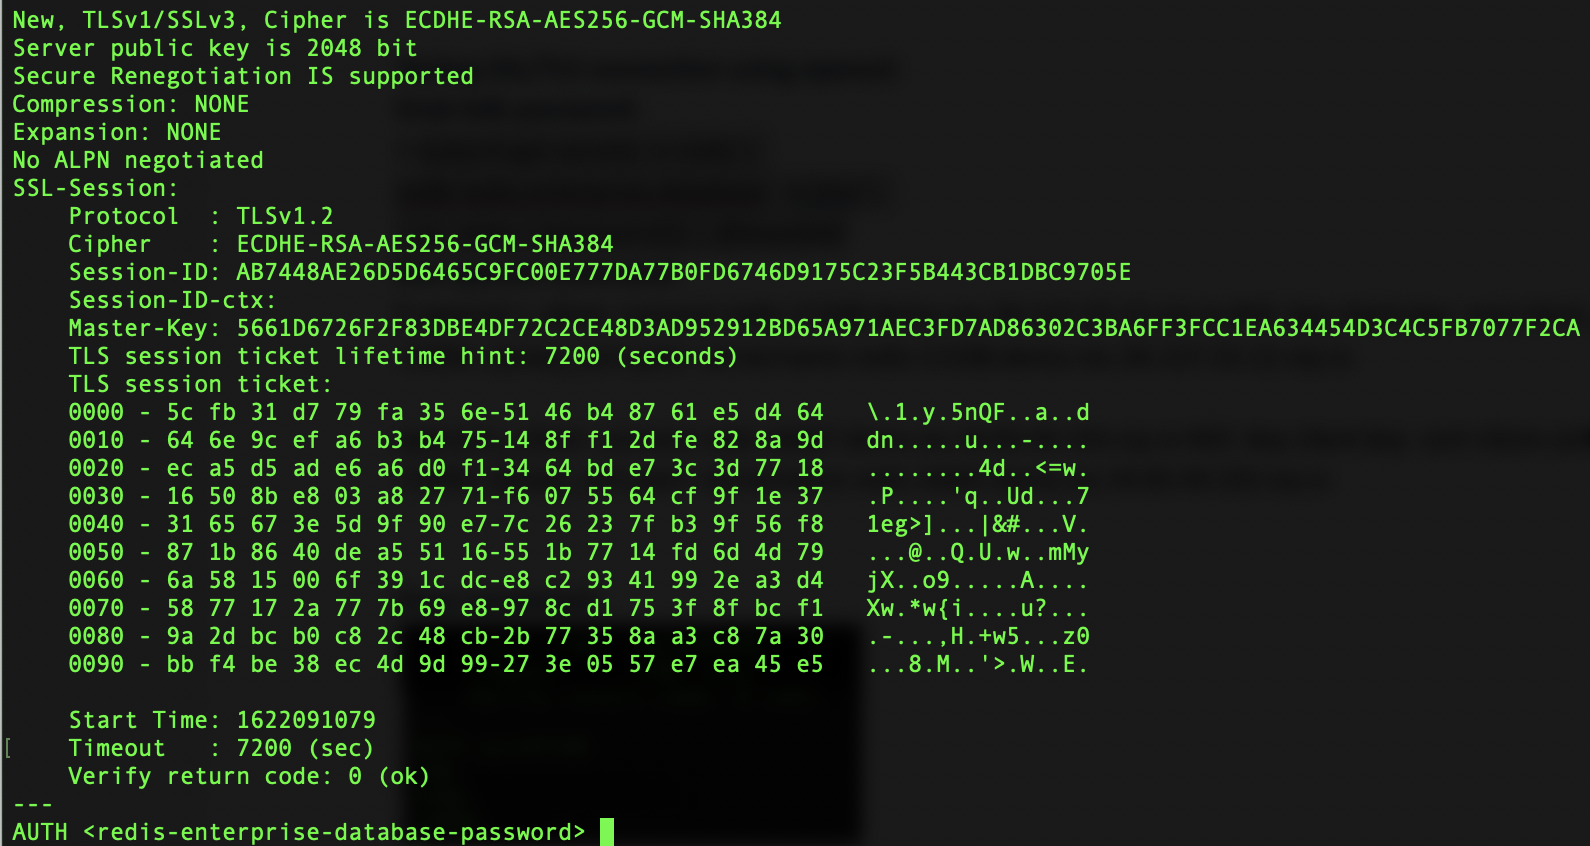 New, TLSv1/SSLv3, Cipher is ECDHE-RSA-AES256-GCM-SHA384
Server public key is 2048 bit
Secure Renegotiation IS supported
Compression: NONE
Expansion: NONE
No ALPN negotiated
SSL-Session:
    Protocol  : TLSv1.2
    Cipher    : ECDHE-RSA-AES256-GCM-SHA384
    Session-ID: AB7448AE26D5D6465C9FC00E777DA77B0FD6746D9175C23F5B443CB1DBC9705E
    Session-ID-ctx:
    Master-Key: 5661D6726F2F83DBE4DF72C2CE48D3AD952912BD65A971AEC3FD7AD86302C3BA6FF3FCC1EA634454D3C4C5FB7077F2CA
    TLS session ticket lifetime hint: 7200 (seconds)
    TLS session ticket:
    0000 - 5c fb 31 d7 79 fa 35 6e-51 46 b4 87 61 e5 d4 64   \.1.y.5nQF..a..d
    0010 - 64 6e 9c ef a6 b3 b4 75-14 8f f1 2d fe 82 8a 9d   dn.....u...-....
    0020 - ec a5 d5 ad e6 a6 d0 f1-34 64 bd e7 3c 3d 77 18   ........4d..<=w.
    0030 - 16 50 8b e8 03 a8 27 71-f6 07 55 64 cf 9f 1e 37   .P....'q..Ud...7
    0040 - 31 65 67 3e 5d 9f 90 e7-7c 26 23 7f b3 9f 56 f8   1eg>]...|&#...V.
    0050 - 87 1b 86 40 de a5 51 16-55 1b 77 14 fd 6d 4d 79   ...@..Q.U.w..mMy
    0060 - 6a 58 15 00 6f 39 1c dc-e8 c2 93 41 99 2e a3 d4   jX..o9.....A....
    0070 - 58 77 17 2a 77 7b 69 e8-97 8c d1 75 3f 8f bc f1   Xw.*w{i....u?...
    0080 - 9a 2d bc b0 c8 2c 48 cb-2b 77 35 8a a3 c8 7a 30   .-...,H.+w5...z0
    0090 - bb f4 be 38 ec 4d 9d 99-27 3e 05 57 e7 ea 45 e5   ...8.M..'>.W..E.
    Start Time: 1622091079
[   Timeout   : 7200 (sec)
    Verify return code: 0 (ok)
---
AUTH <redis-enterprise-database-password>